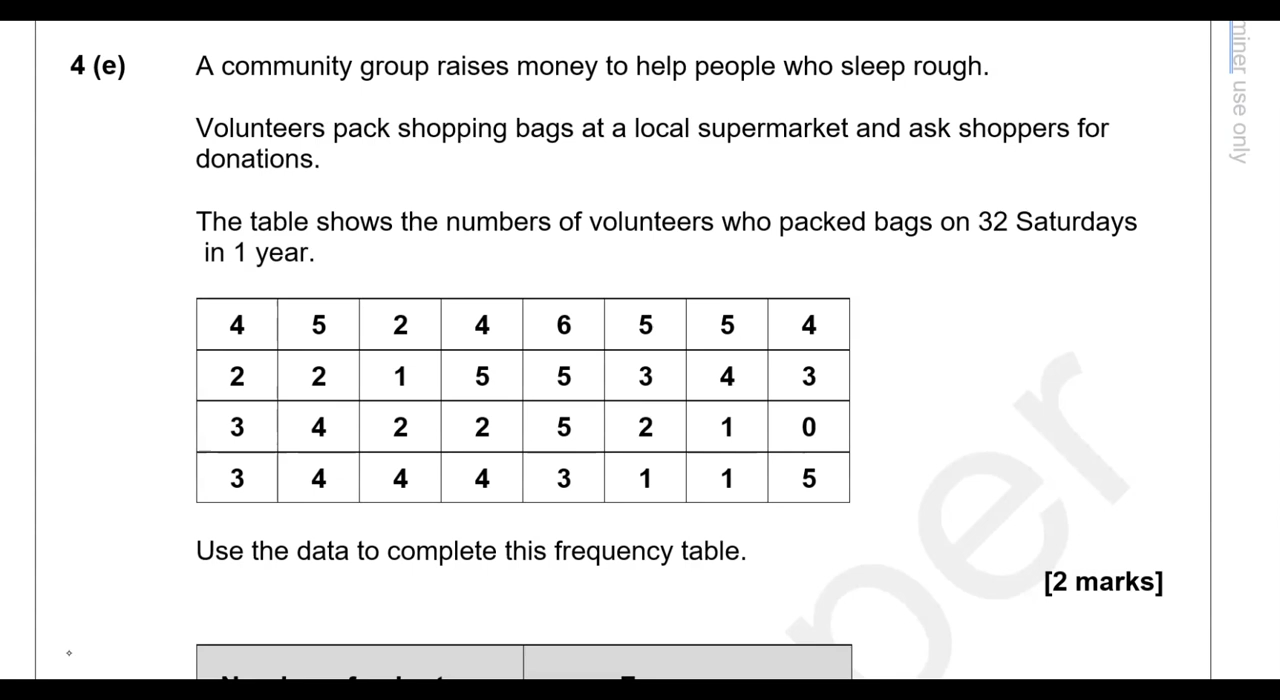 4 (e) A community group raises money to help people who sleep rough.
Volunteers pack shopping bags at a local supermarket and ask shoppers for
donations.
The table shows the numbers of volunteers who packed bags on 32 Saturdays
in 1 year.
4 5 2 4 6 5 5 4
2 2 1 5 5 3 4 3
3 4 2 2 5 2 1 0
3 4 4 4 3 1 1 5
Use the data to complete this frequency table.
[2 marks]
miner use only
per